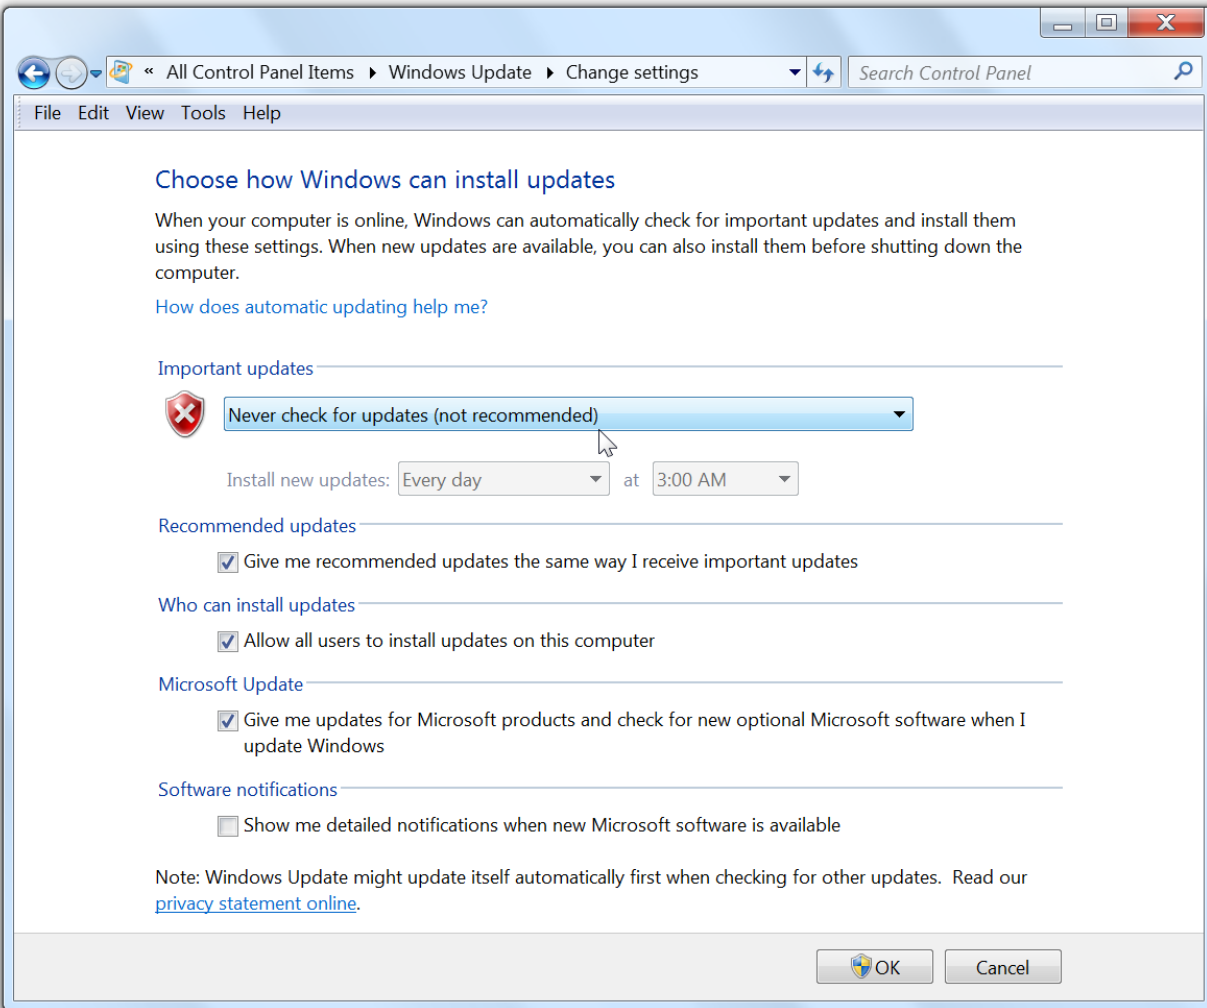 « All Control Panel Items ▸ Windows Update ▸ Change settings Search Control Panel
File Edit View Tools Help
Choose how Windows can install updates
When your computer is online, Windows can automatically check for important updates and install them
using these settings. When new updates are available, you can also install them before shutting down the
computer.
How does automatic updating help me?
Important updates
Never check for updates (not recommended)
Install new updates: Every day at 3:00 AM
Recommended updates
Give me recommended updates the same way I receive important updates
Who can install updates
Allow all users to install updates on this computer
Microsoft Update
Give me updates for Microsoft products and check for new optional Microsoft software when I
update Windows
Software notifications
Show me detailed notifications when new Microsoft software is available
Note: Windows Update might update itself automatically first when checking for other updates. Read our
privacy statement online.
OK Cancel